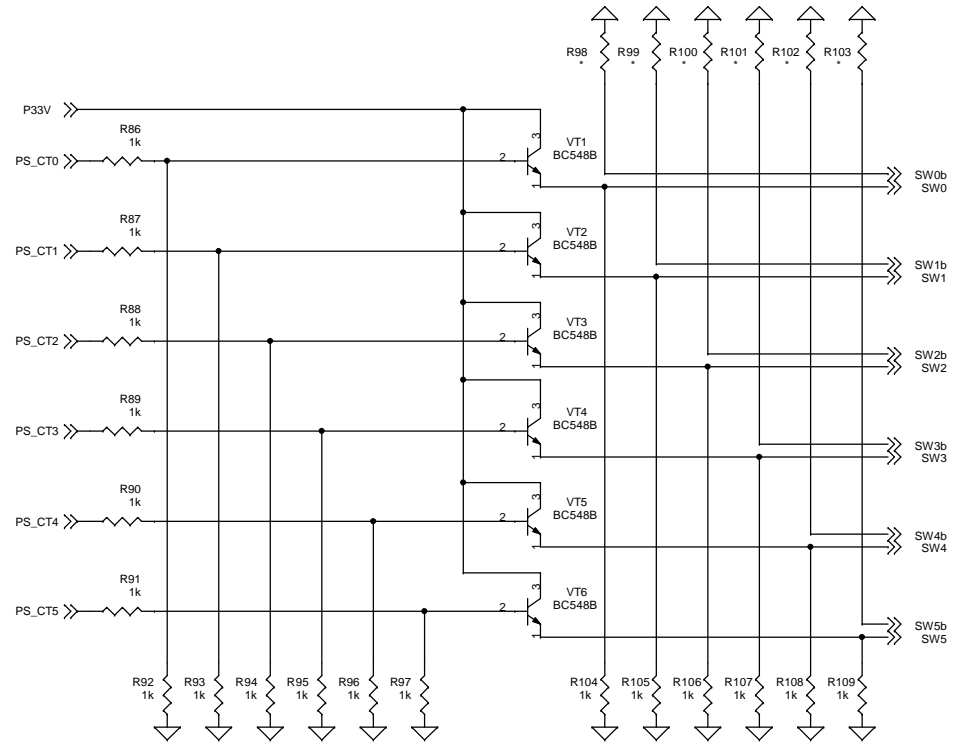 R98 R99 R100 R101 R102 R103
* * * * * *
P33V
R86
1k
PS_CT0
2
3
1
VT1
BC548B
SW0b
SW0
R87
1k
PS_CT1
2
3
1
VT2
BC548B
SW1b
SW1
R88
1k
PS_CT2
2
3
1
VT3
BC548B
SW2b
SW2
R89
1k
PS_CT3
2
3
1
VT4
BC548B
SW3b
SW3
R90
1k
PS_CT4
2
3
1
VT5
BC548B
SW4b
SW4
R91
1k
PS_CT5
2
3
1
VT6
BC548B
SW5b
SW5
R92 R93 R94 R95 R96 R97 R104 R105 R106 R107 R108 R109
1k 1k 1k 1k 1k 1k 1k 1k 1k 1k 1k 1k